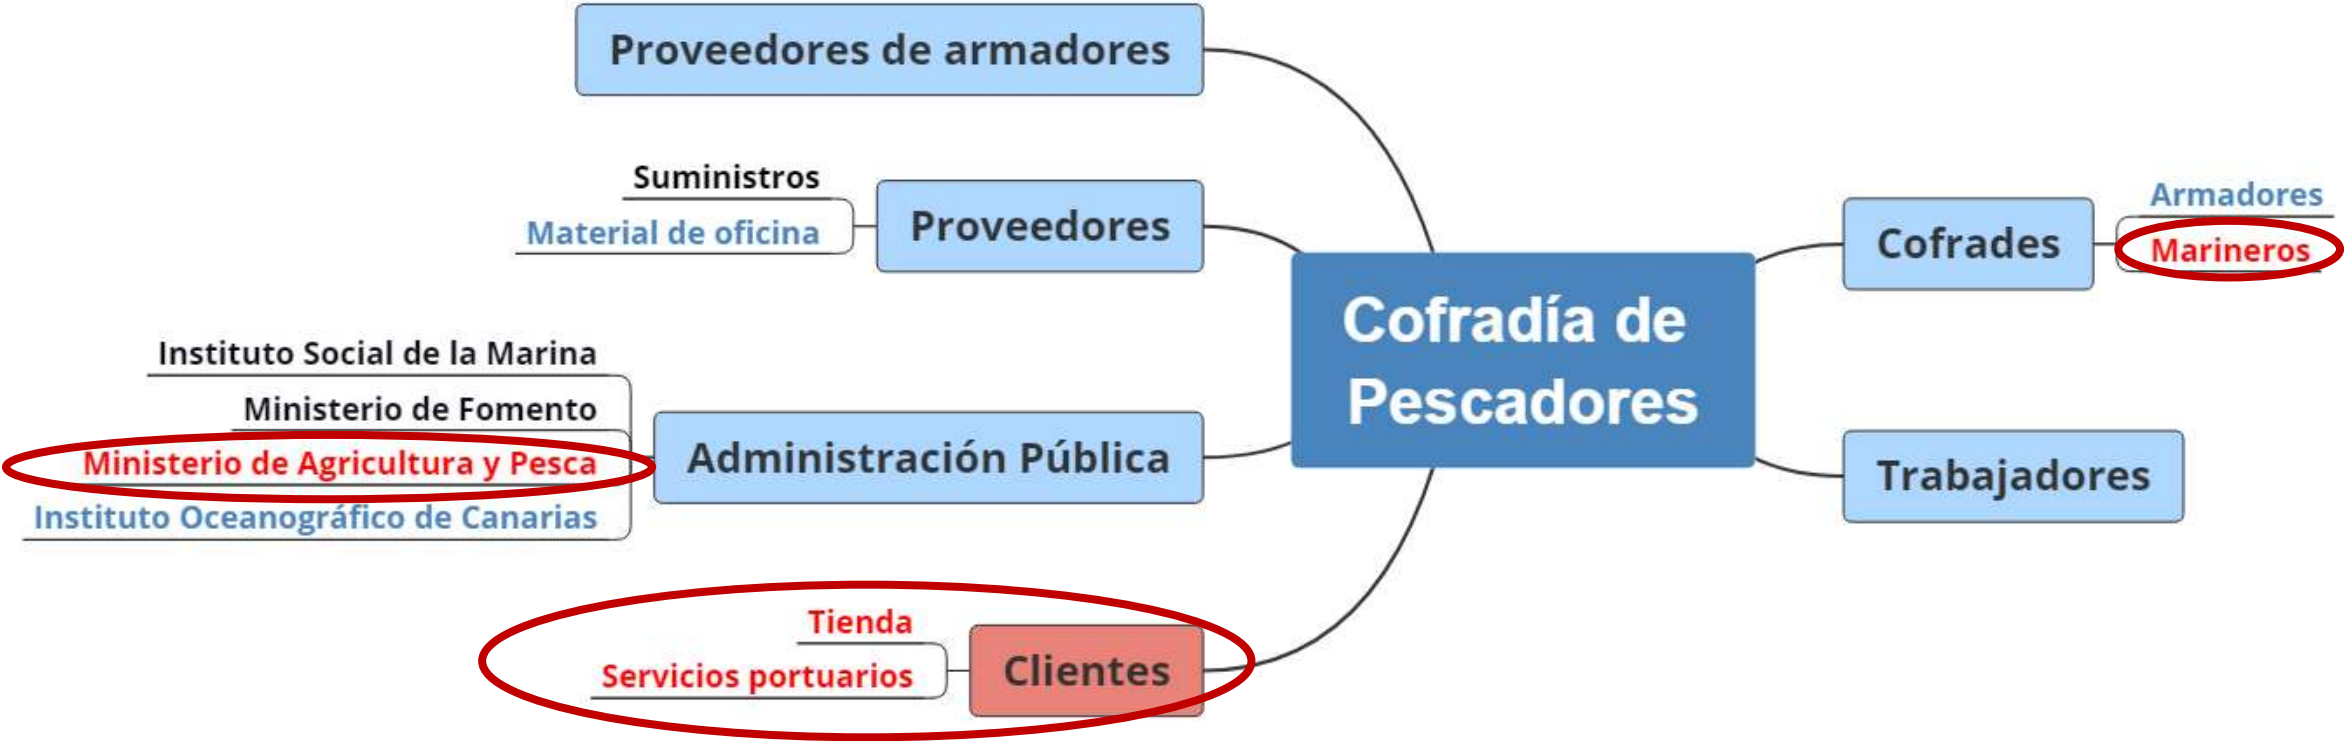 Proveedores de armadores
Suministros
Material de oficina
Proveedores
Instituto Social de la Marina
Ministerio de Fomento
Ministerio de Agricultura y Pesca
Instituto Oceanográfico de Canarias
Administración Pública
Tienda
Servicios portuarios
Clientes
Cofradía de
Pescadores
Cofrades
Armadores
Marineros
Trabajadores